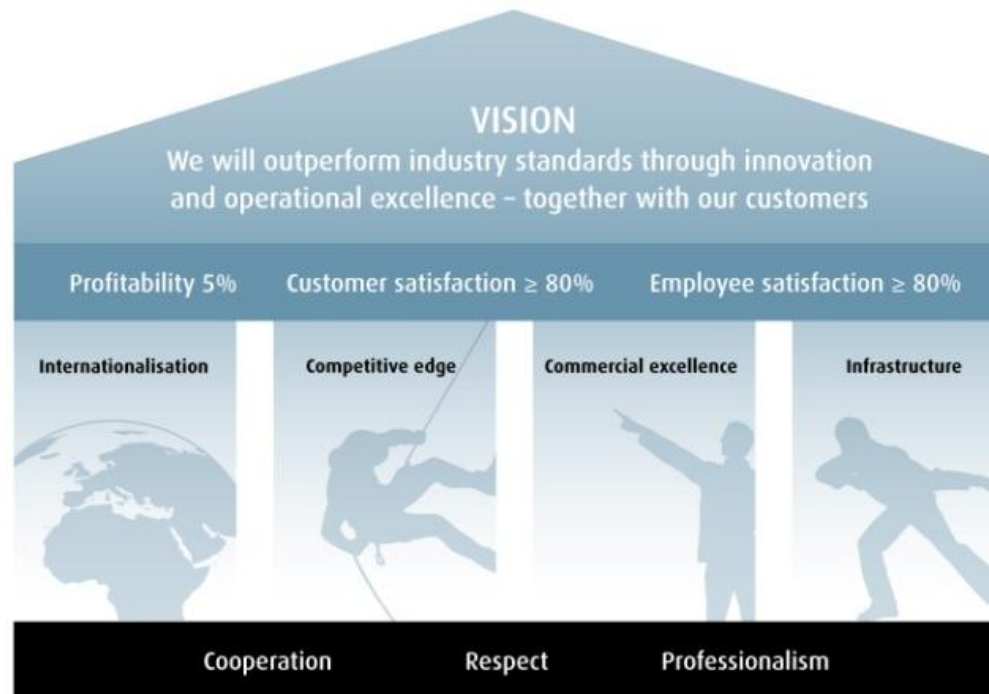 VISION
We will outperform industry standards through innovation
and operational excellence – together with our customers
Profitability 5% Customer satisfaction ≥ 80% Employee satisfaction ≥ 80%
Internationalisation Competitive edge Commercial excellence Infrastructure
Cooperation Respect Professionalism